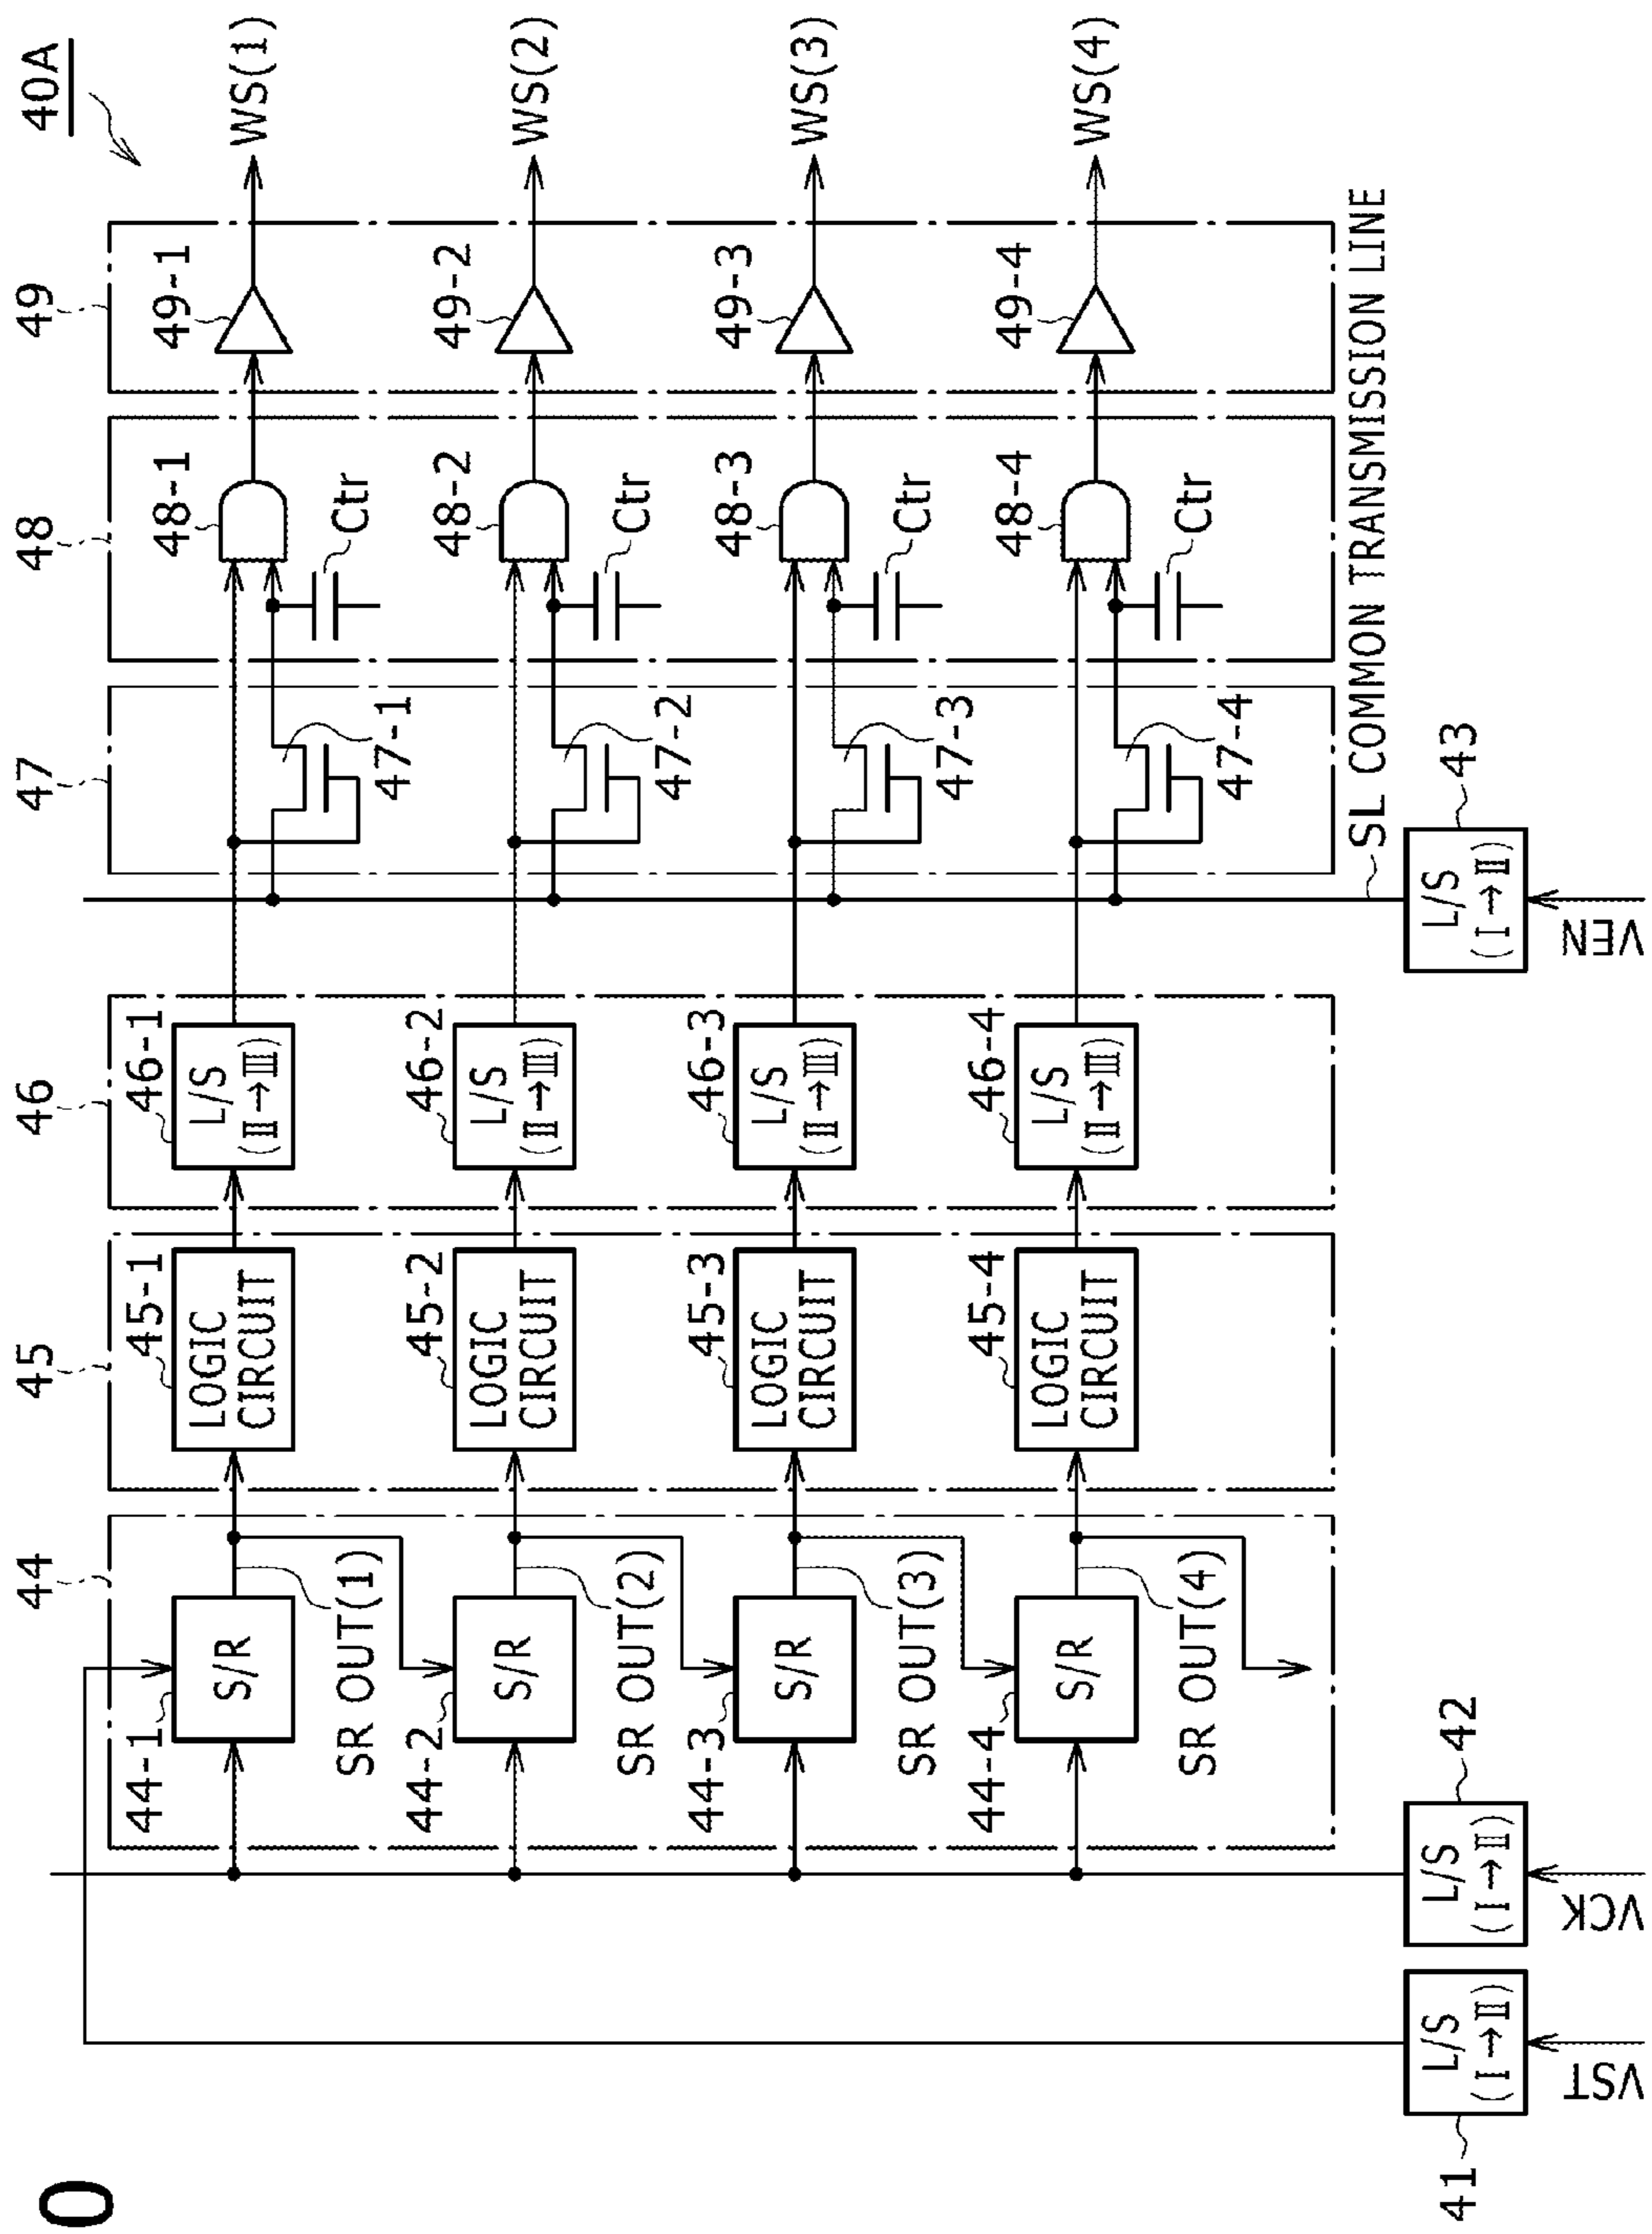 40A
44
45
46
47
48
49
44-1
S/R
SR OUT(1)
45-1
LOGIC
CIRCUIT
46-1
L/S
(Ⅱ→Ⅲ)
47-1
48-1
Ctr
49-1
WS(1)
44-2
S/R
SR OUT(2)
45-2
LOGIC
CIRCUIT
46-2
L/S
(Ⅱ→Ⅲ)
47-2
48-2
Ctr
49-2
WS(2)
44-3
S/R
SR OUT(3)
45-3
LOGIC
CIRCUIT
46-3
L/S
(Ⅱ→Ⅲ)
47-3
48-3
Ctr
49-3
WS(3)
44-4
S/R
SR OUT(4)
45-4
LOGIC
CIRCUIT
46-4
L/S
(Ⅱ→Ⅲ)
47-4
48-4
Ctr
49-4
WS(4)
SL COMMON TRANSMISSION LINE
41
L/S
(Ⅰ→Ⅱ)
VST
42
L/S
(Ⅰ→Ⅱ)
VCK
43
L/S
(Ⅰ→Ⅱ)
VEN
0